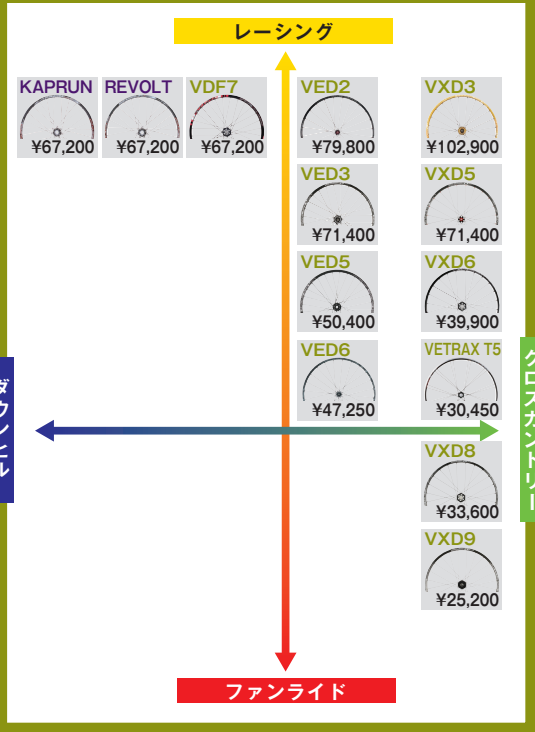 レーシング
KAPRUN
¥67,200
REVOLT
¥67,200
VDF7
¥67,200
VED2
¥79,800
VXD3
¥102,900
VED3
¥71,400
VXD5
¥71,400
VED5
¥50,400
VXD6
¥39,900
VED6
¥47,250
VETRAX T5
¥30,450
ダウンヒル
クロスカントリー
VXD8
¥33,600
VXD9
¥25,200
ファンライド